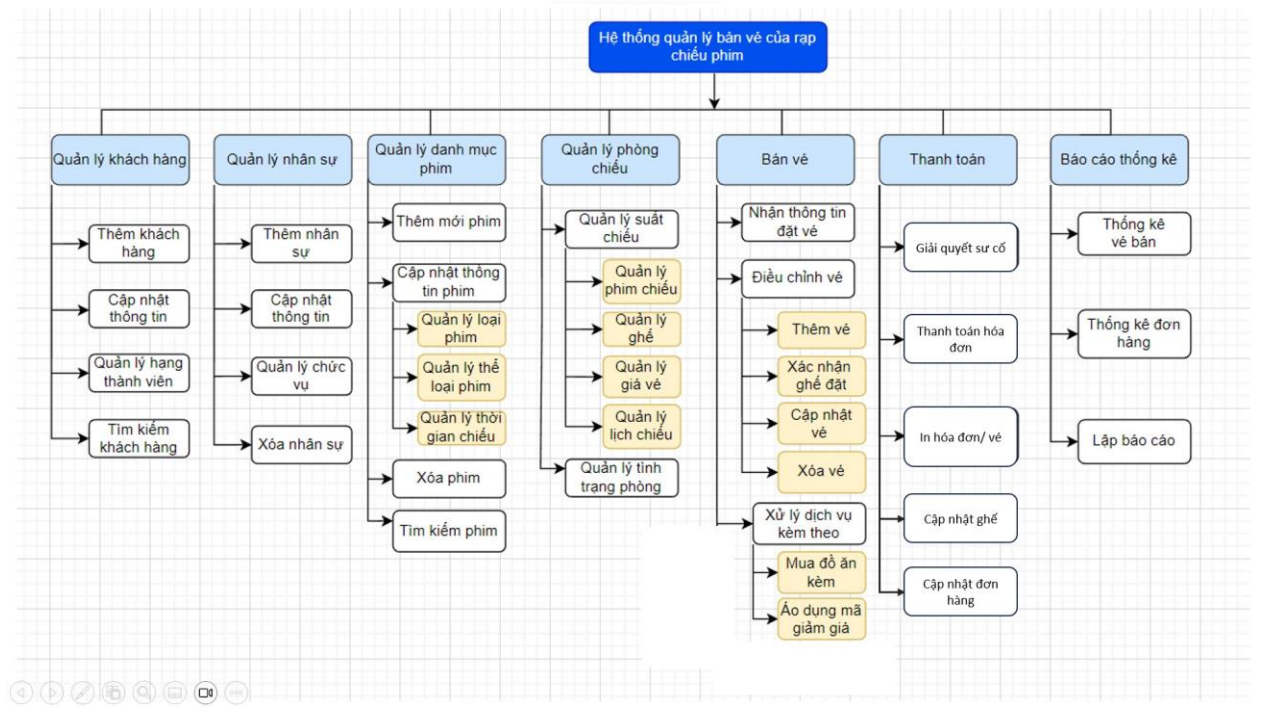 Hệ thống quản lý bán vé của rạp
chiếu phim
Quản lý khách hàng
Thêm khách
hàng
Cập nhật
thông tin
Quản lý hạng
thành viên
Tìm kiếm
khách hàng
Quản lý nhân sự
Thêm nhân
sự
Cập nhật
thông tin
Quản lý chức
vụ
Xóa nhân sự
Quản lý danh mục
phim
Thêm mới phim
Cập nhật thông
tin phim
Quản lý loại
phim
Quản lý thể
loại phim
Quản lý thời
gian chiếu
Xóa phim
Tìm kiếm phim
Quản lý phòng
chiếu
Quản lý suất
chiếu
Quản lý
phim chiếu
Quản lý
ghế
Quản lý
giá vé
Quản lý
lịch chiếu
Quản lý tình
trạng phòng
Bán vé
Nhận thông tin
đặt vé
Điều chỉnh vé
Thêm vé
Xác nhận
ghế đặt
Cập nhật
vé
Xóa vé
Xử lý dịch vụ
kèm theo
Mua đồ ăn
kèm
Áo dụng mã
giảm giá
Thanh toán
Giải quyết sư cố
Thanh toán hóa
đơn
In hóa đơn/ vé
Cập nhật ghế
Cập nhật đơn
hàng
Báo cáo thống kê
Thống kê
vé bán
Thống kê đơn
hàng
Lập báo cáo